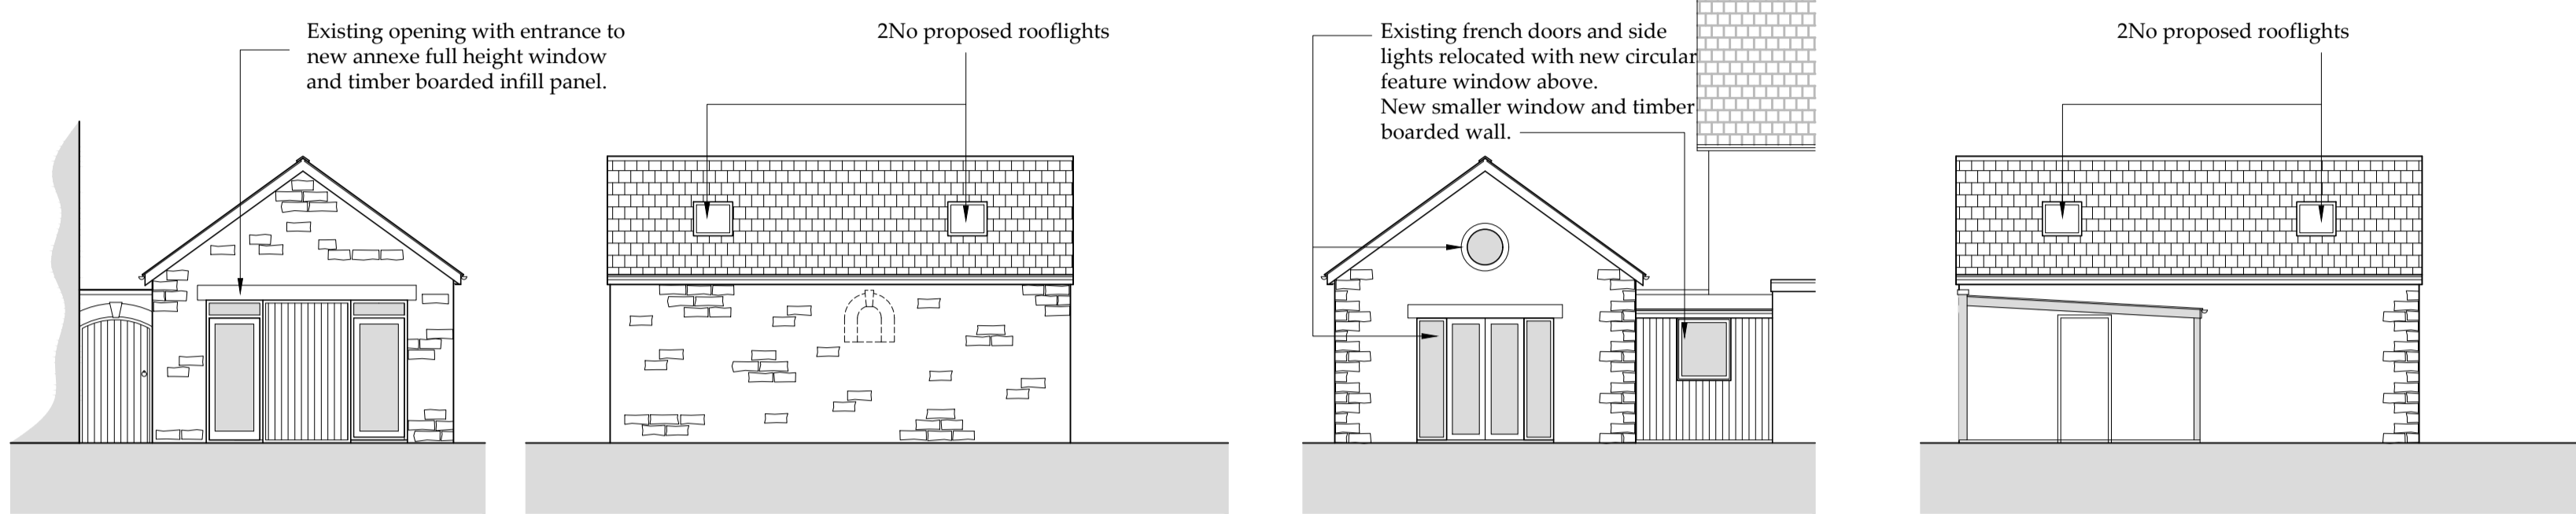 Existing opening with entrance to
new annexe full height window
and timber boarded infill panel.
2No proposed rooflights
Existing french doors and side
lights relocated with new circular
feature window above.
New smaller window and timber
boarded wall.
2No proposed rooflights